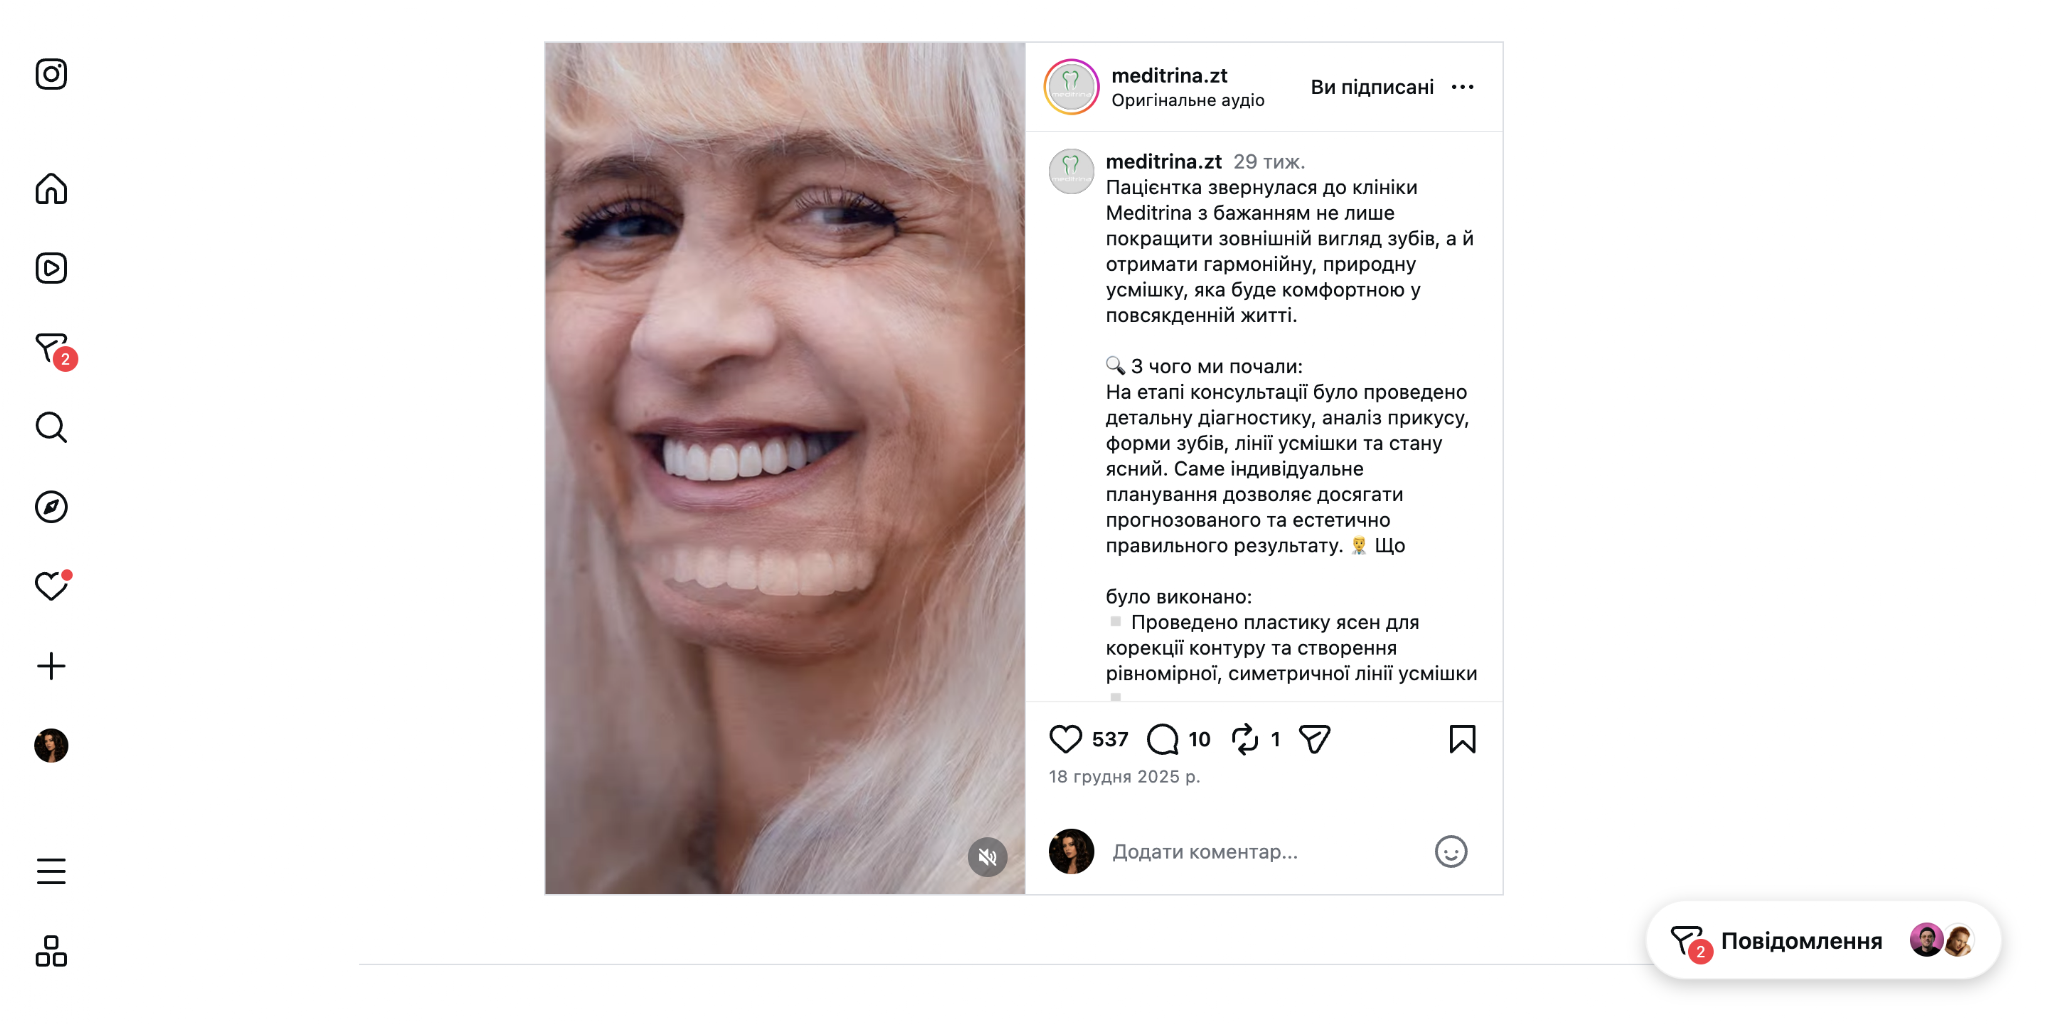 meditrina.zt
Оригінальне аудіо
Ви підписані
meditrina.zt 29 тиж.
Пацієнтка звернулася до клініки
Meditrina з бажанням не лише
покращити зовнішній вигляд зубів, а й
отримати гармонійну, природну
усмішку, яка буде комфортною у
повсякденній житті.
🔍 З чого ми почали:
На етапі консультації було проведено
детальну діагностику, аналіз прикусу,
форми зубів, лінії усмішки та стану
ясний. Саме індивідуальне
планування дозволяє досягати
прогнозованого та естетично
правильного результату. 👨‍⚕️ Що
було виконано:
▫️ Проведено пластику ясен для
корекції контуру та створення
рівномірної, симетричної лінії усмішки
537 10 1
18 грудня 2025 р.
Додати коментар...
2
2
Повідомлення